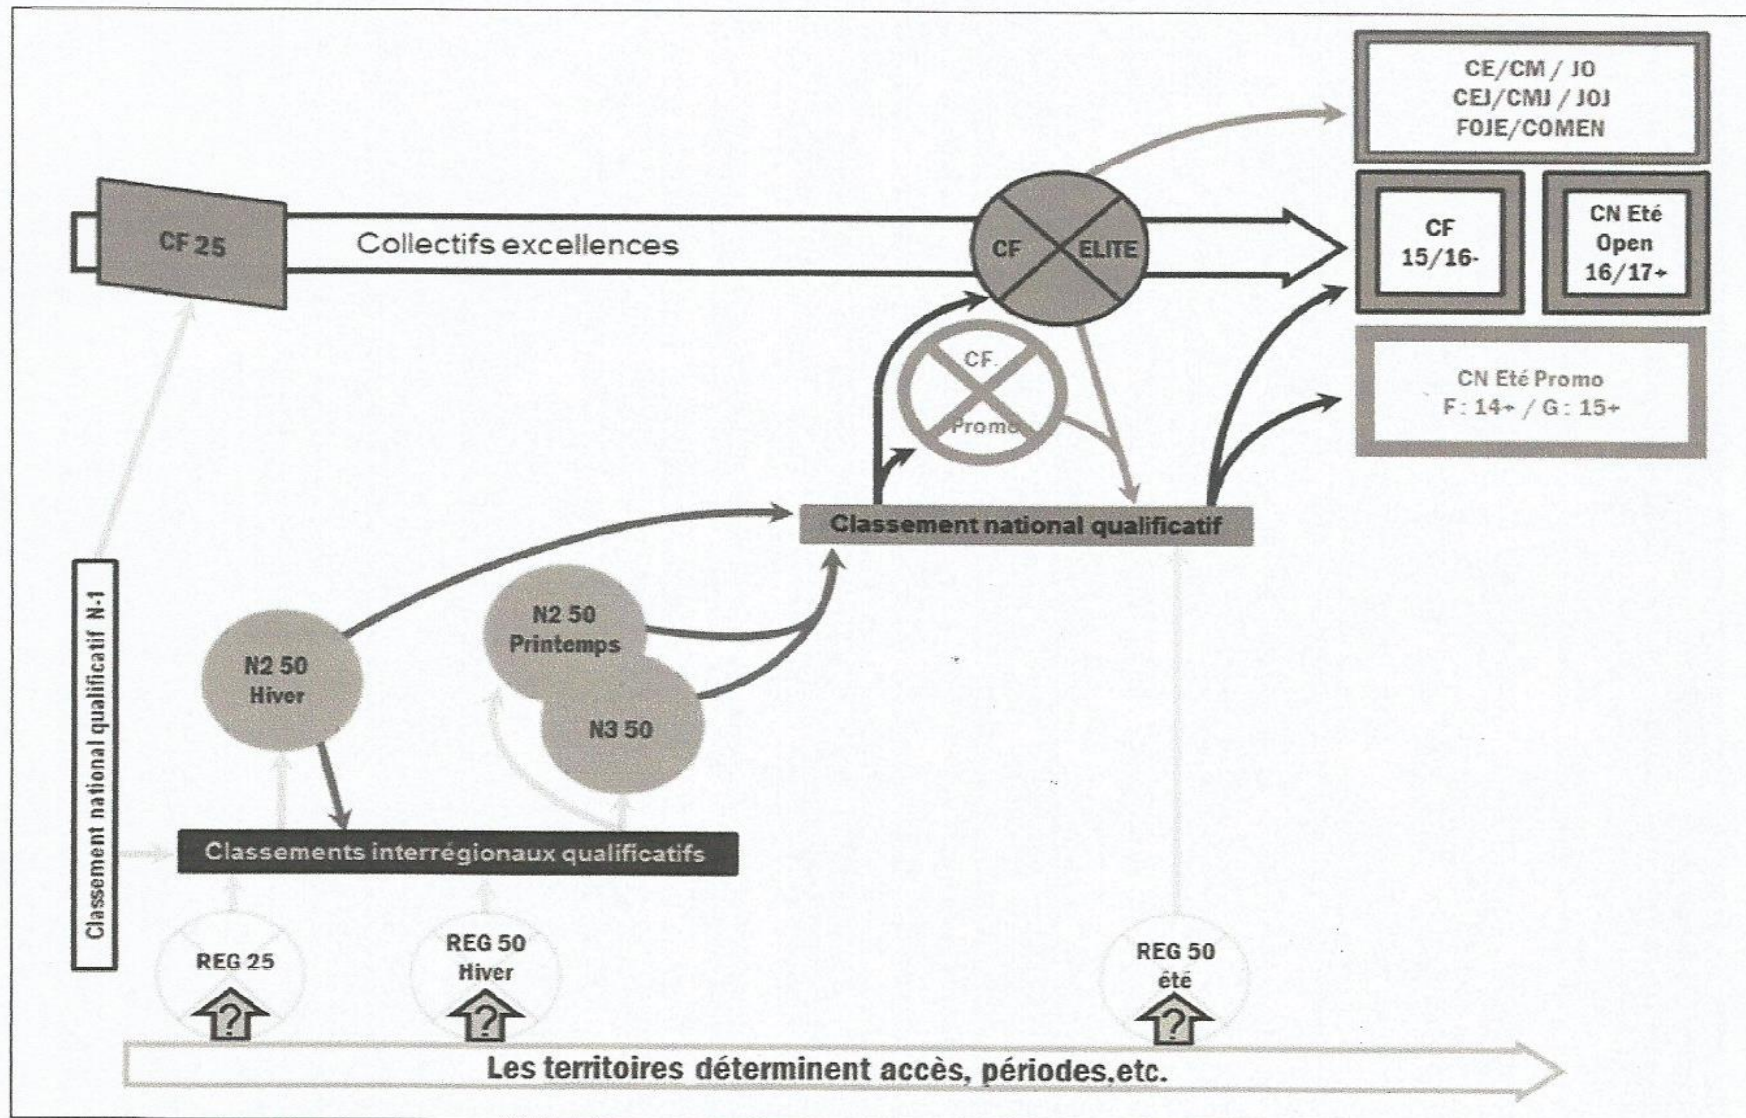 CE/CM / JO
CEJ/CMJ / JOJ
FOJE/COMEN
CF 25
Collectifs excellences
CF
ELITE
CF
15/16-
CN Eté
Open
16/17+
CF.
Promo
CN Eté Promo
F : 14+ / G : 15+
Classement national qualificatif
Classement national qualificatif N-1
N2 50
Hiver
N2 50
Printemps
N3 50
Classements interrégionaux qualificatifs
REG 25
?
REG 50
Hiver
?
REG 50
été
?
Les territoires déterminent accès, périodes.etc.